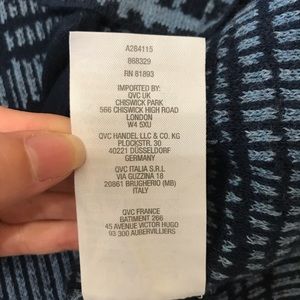 A284115
868329
RN 81893
IMPORTED BY:
QVC UK
CHISWICK PARK
566 CHISWICK HIGH ROAD
LONDON
W4 5XU
QVC HANDEL LLC & CO. KG
PLOCKSTR. 30
40221 DÜSSELDORF
GERMANY
QVC ITALIA S.R.L
VIA GUZZINA 18
20861 BRUGHERIO (MB)
ITALY
QVC FRANCE
BATIMENT 266
45 AVENUE VICTOR HUGO
93 300 AUBERVILLIERS